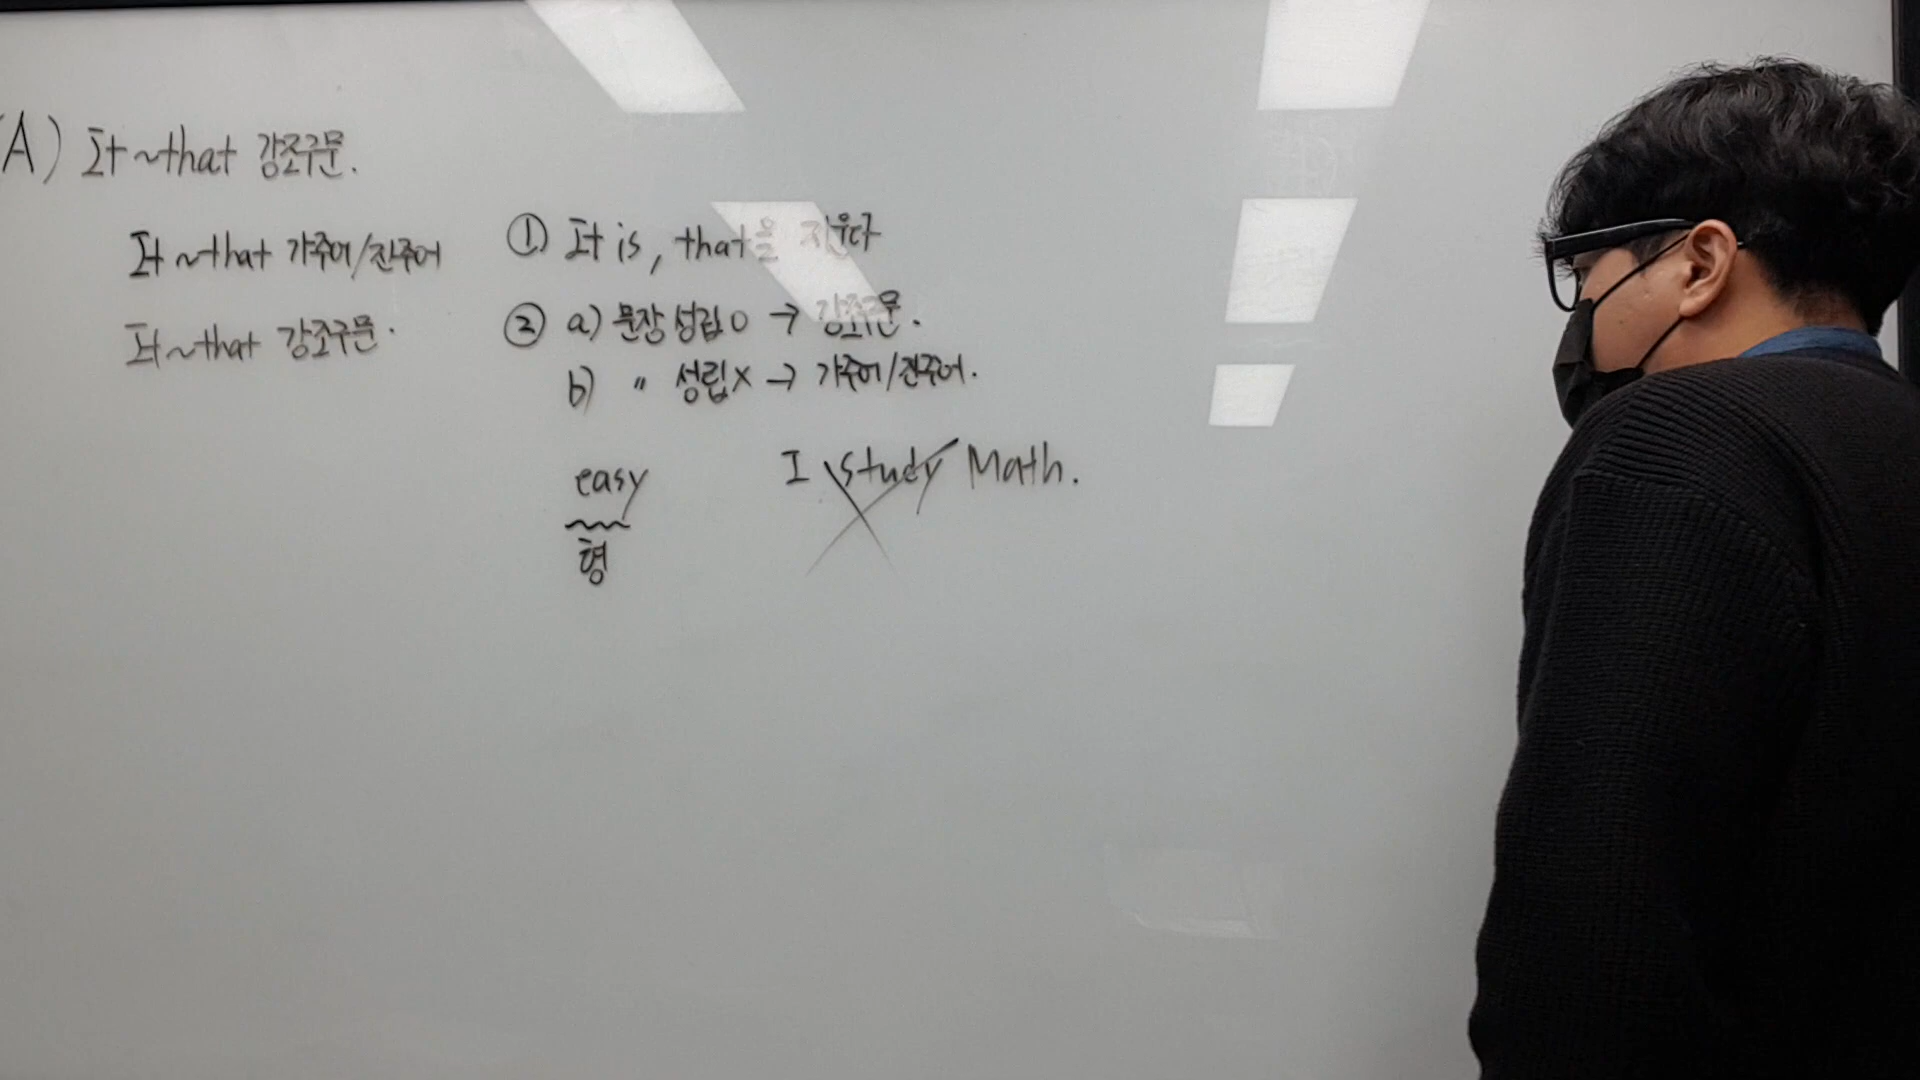 (A) It ~that 강조구문.
It ~that 가주어/진주어
It ~that 강조구문.
① It is, that을 지운다
② a) 문장 성립 O → 강조구문.
b) 〃 성립 X → 가주어/진주어.
easy
형
I study Math.